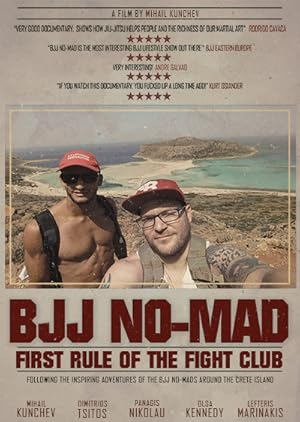 A FILM BY MIHAIL KUNCHEV
"VERY GOOD DOCUMENTARY. SHOWS HOW JIU-JITSU HELPS PEOPLE AND THE RICHNESS OF OUR MARTIAL ART" RODRIGO CAVACA
★★★★★
"BJJ NO-MAD IS THE MOST INTERESTING BJJ LIFESTYLE SHOW OUT THERE" BJJ EASTERN EUROPE
★★★★★
VERY INTERESTING! ANDRE GALVAO
★★★★★
"IF YOU WATCH THIS DOCUMENTARY, YOU FUCKED UP A LONG TIME AGO!" KURT OSIANDER
★★★★★
BJJ NO-MAD
FIRST RULE OF THE FIGHT CLUB
FOLLOWING THE INSPIRING ADVENTURES OF THE BJJ NO-MADS AROUND THE CRETE ISLAND
MIHAIL DIMITRIOS PANAGIS OLGA LEFTERIS
KUNCHEV TSITOS NIKOLAU KENNEDY MARINAKIS